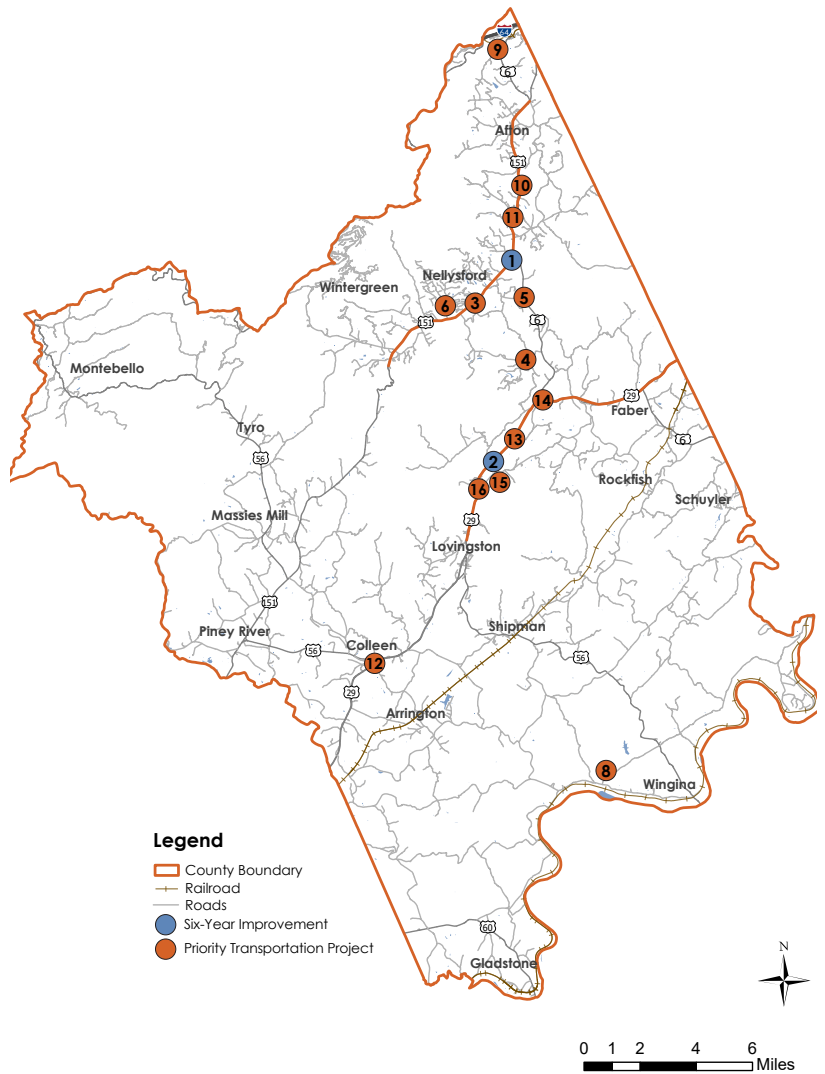 64
9
6
Afton
151
10
11
1
Nellysford
Wintergreen
6
3
5
151
6
4
Montebello
14
29
Faber
Tyro
13
6
56
2
Rockfish
16
15
Schuyler
Massies Mill
29
Lovingston
151
Piney River
Shipman
56
Colleen
56
12
29
Arrington
8
Wingina
Legend
County Boundary
Railroad
Roads
Six-Year Improvement
Priority Transportation Project
60
Gladstone
N
0 1 2 4 6
Miles